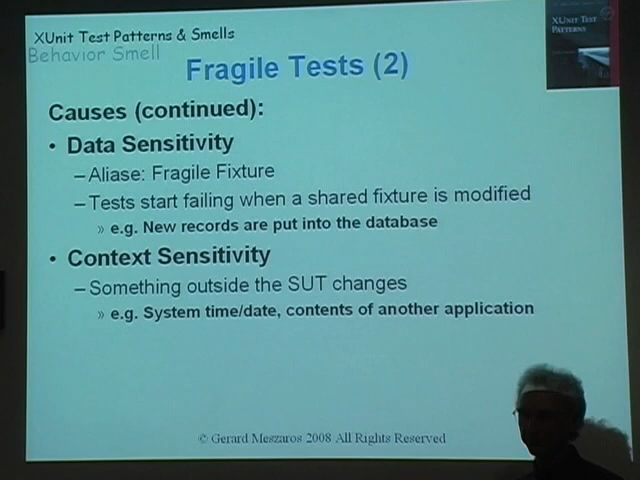 XUnit Test Patterns & Smells
Behavior Smell
XUNIT TEST
PATTERNS
Fragile Tests (2)
Causes (continued):
• Data Sensitivity
– Aliase: Fragile Fixture
– Tests start failing when a shared fixture is modified
» e.g. New records are put into the database
• Context Sensitivity
– Something outside the SUT changes
» e.g. System time/date, contents of another application
© Gerard Meszaros 2008 All Rights Reserved